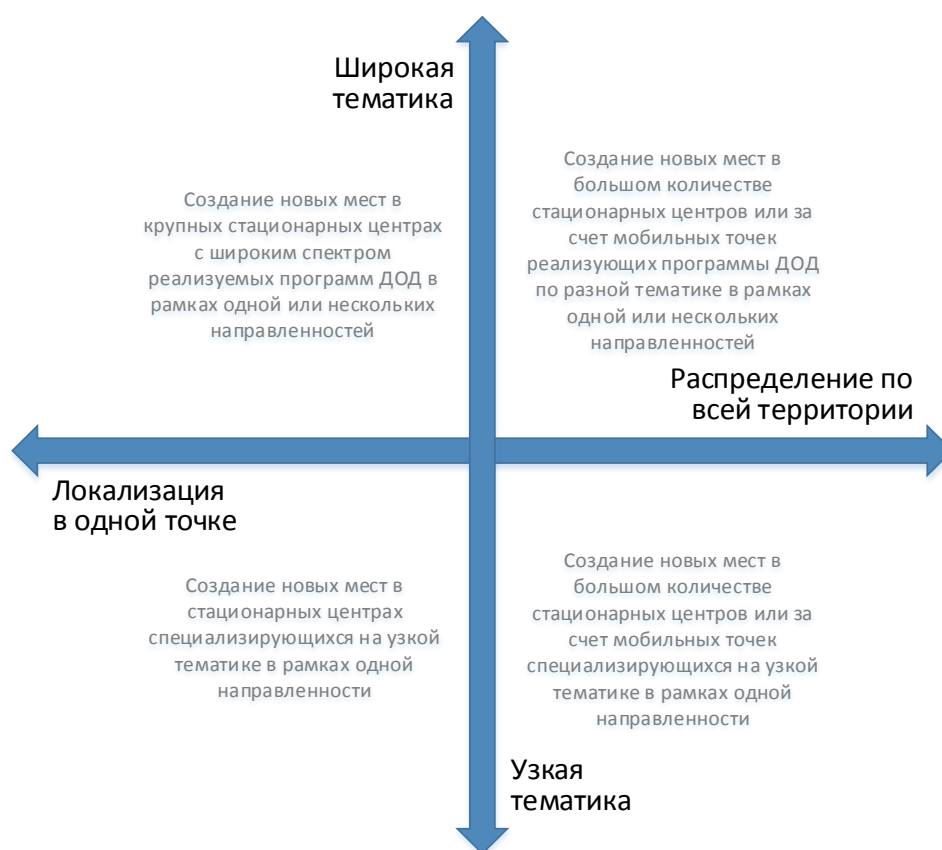 Широкая
тематика
Создание новых мест в
крупных стационарных центрах
с широким спектром
реализуемых программ ДОД в
рамках одной или нескольких
направленностей
Создание новых мест в
большом количестве
стационарных центров или за
счет мобильных точек
реализующих программы ДОД
по разной тематике в рамках
одной или нескольких
направленностей
Распределение по
всей территории
Локализация
в одной точке
Создание новых мест в
стационарных центрах
специализирующихся на узкой
тематике в рамках одной
направленности
Создание новых мест в
большом количестве
стационарных центров или за
счет мобильных точек
специализирующихся на узкой
тематике в рамках одной
направленности
Узкая
тематика